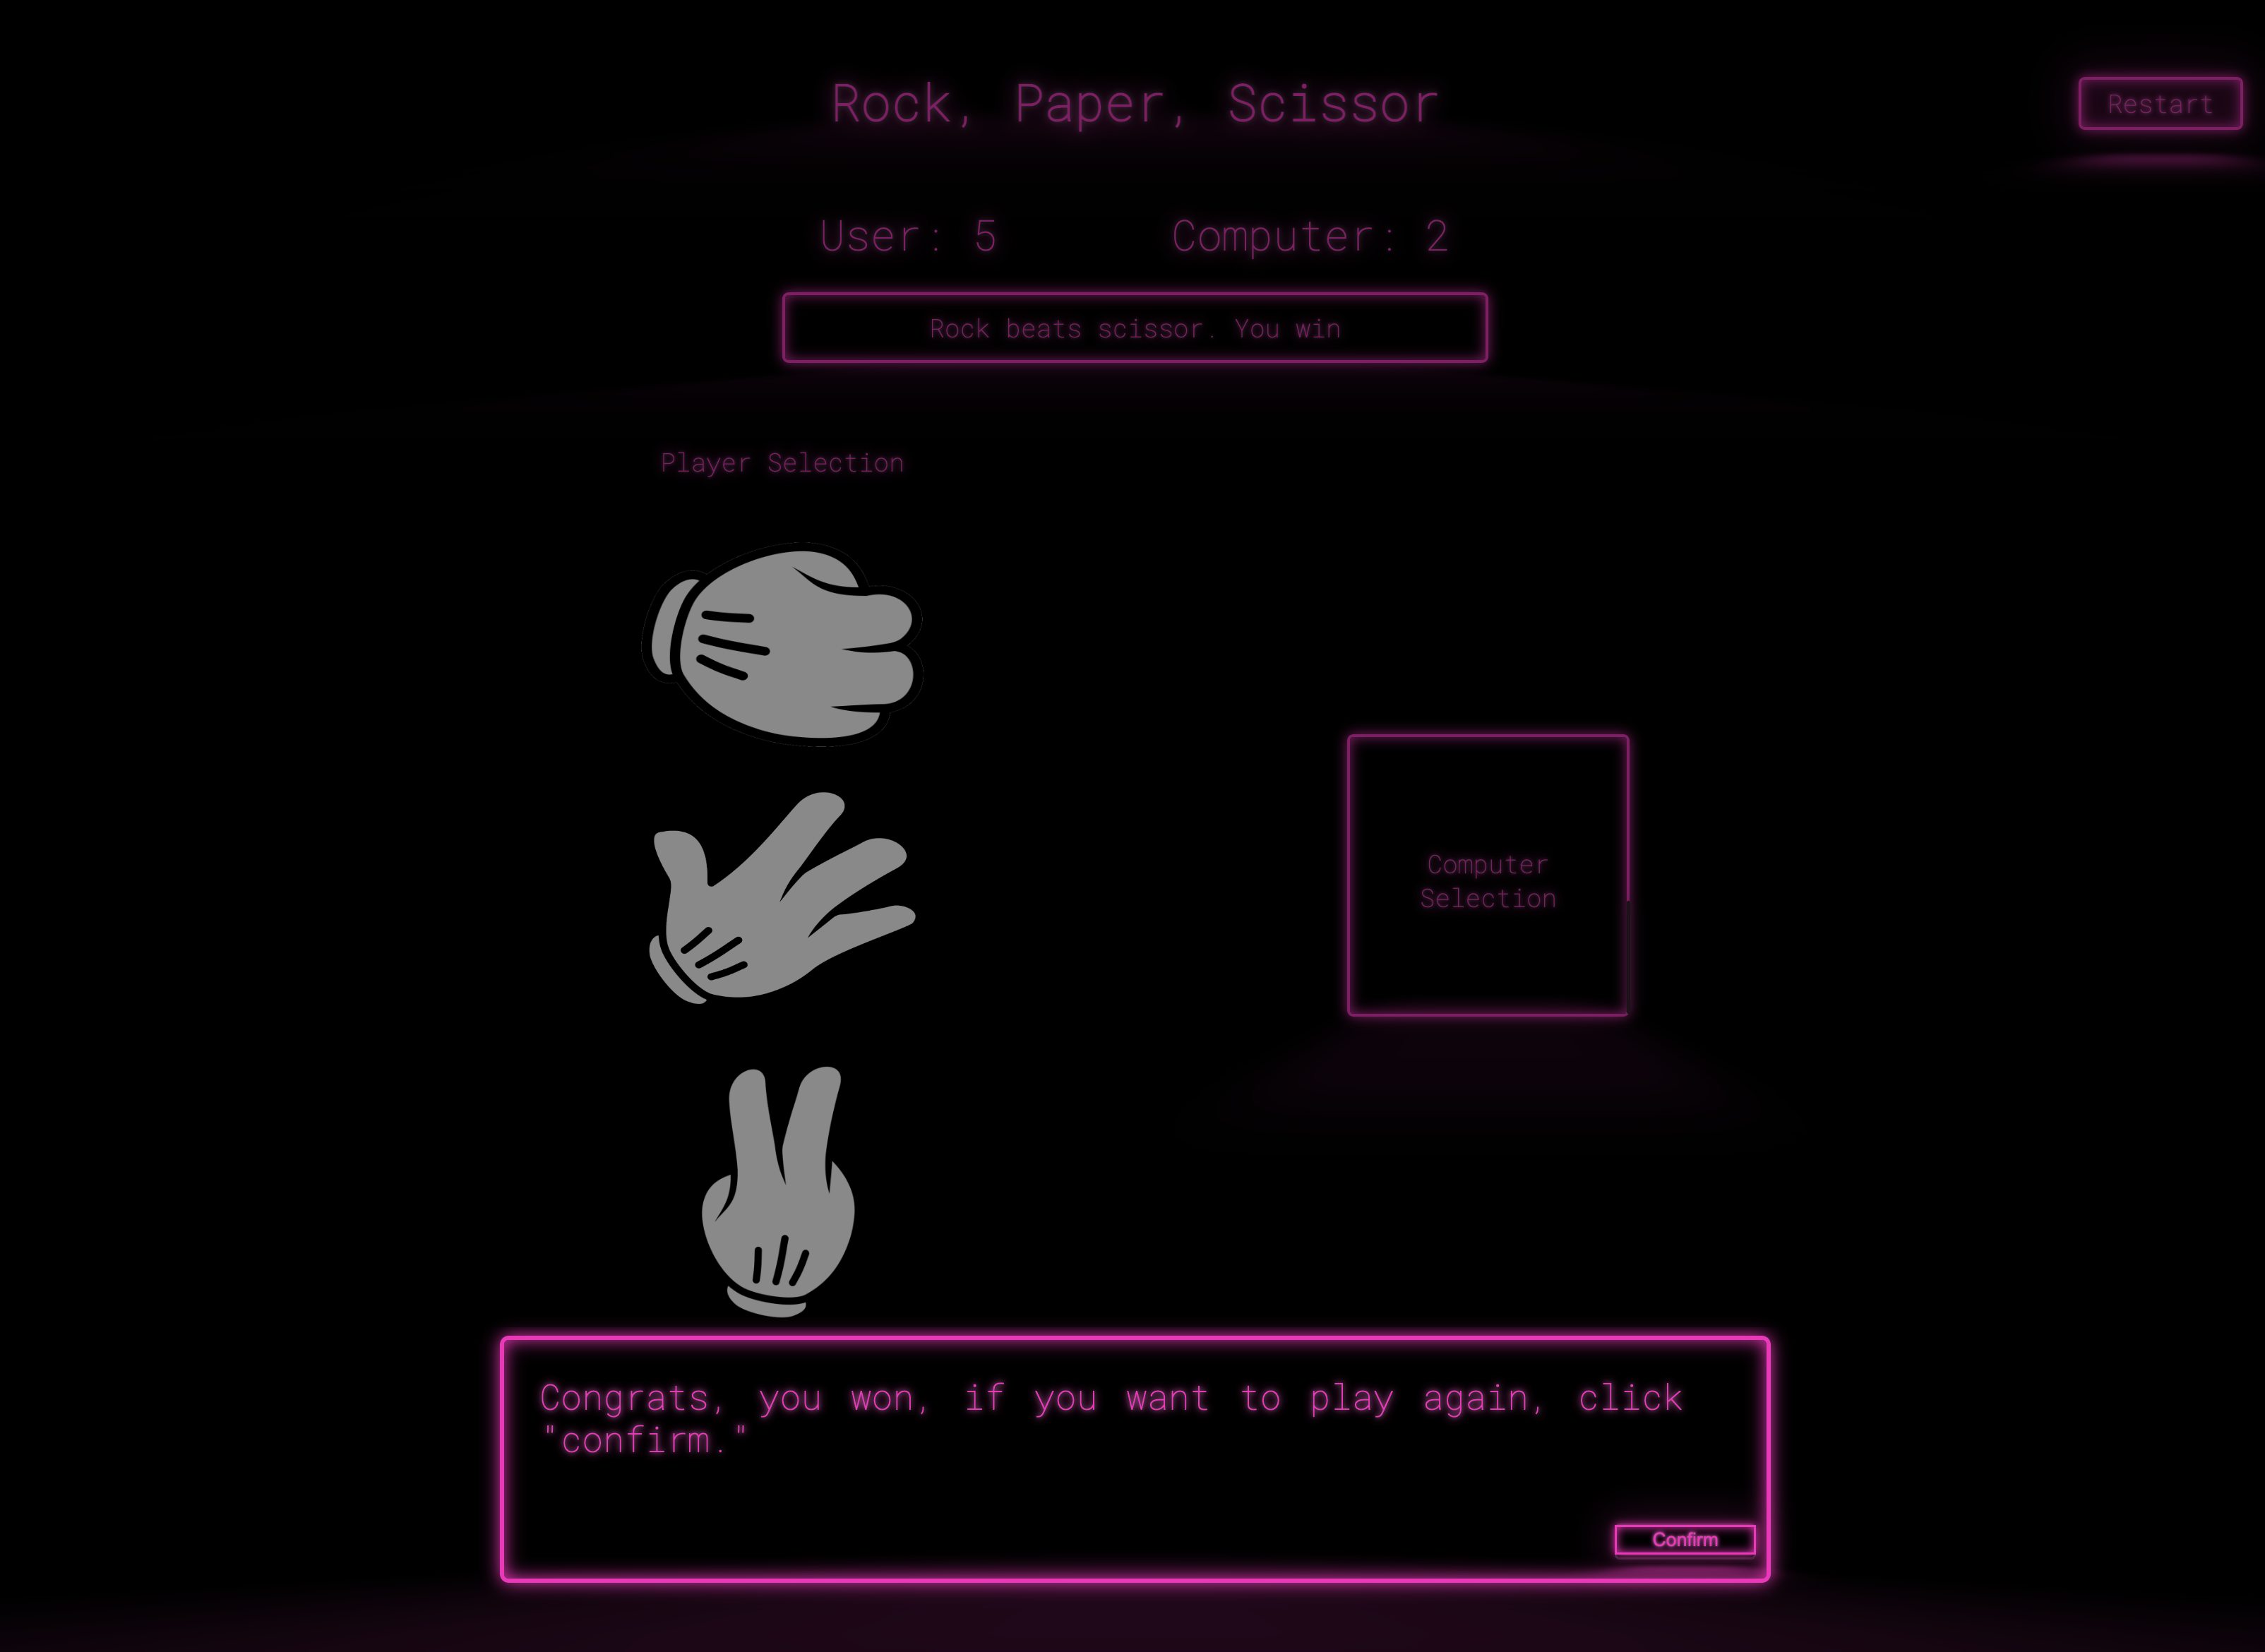 Rock, Paper, Scissor
Restart
User: 5 Computer: 2
Rock beats scissor. You win
Player Selection
Computer
Selection
Congrats, you won, if you want to play again, click
"confirm."
Confirm